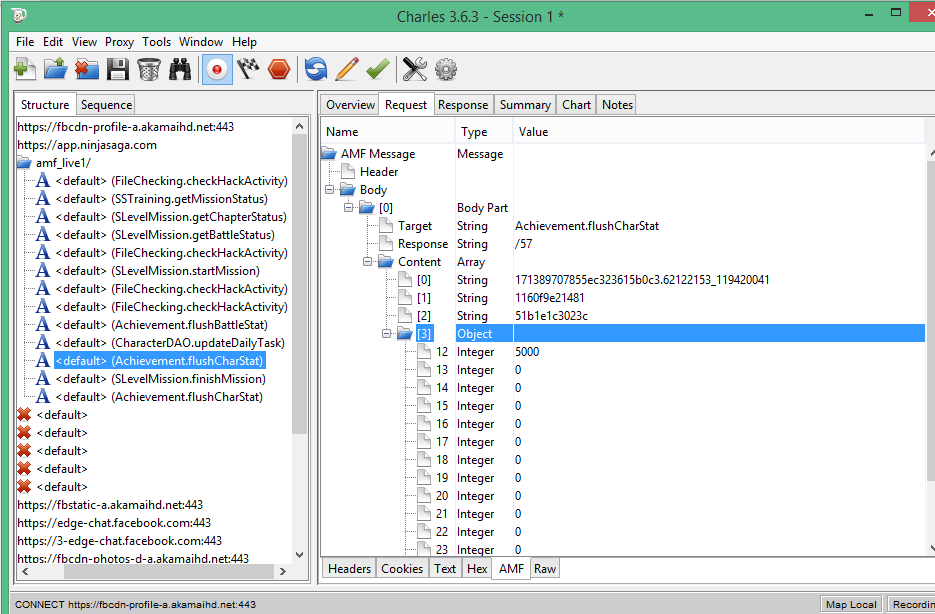 Charles 3.6.3 - Session 1 *
File Edit View Proxy Tools Window Help
Structure Sequence
https://fbcdn-profile-a.akamaihd.net:443
https://app.ninjasaga.com
amf_live1/
<default> (FileChecking.checkHackActivity)
<default> (SSTraining.getMissionStatus)
<default> (SLevelMission.getChapterStatus)
<default> (SLevelMission.getBattleStatus)
<default> (FileChecking.checkHackActivity)
<default> (SLevelMission.startMission)
<default> (FileChecking.checkHackActivity)
<default> (FileChecking.checkHackActivity)
<default> (Achievement.flushBattleStat)
<default> (CharacterDAO.updateDailyTask)
<default> (Achievement.flushCharStat)
<default> (SLevelMission.finishMission)
<default> (Achievement.flushCharStat)
<default>
<default>
<default>
<default>
<default>
https://fbstatic-a.akamaihd.net:443
https://edge-chat.facebook.com:443
https://3-edge-chat.facebook.com:443
https://fbcdn-photos-d-a.akamaihd.net:443
Overview Request Response Summary Chart Notes
Name Type Value
AMF Message Message
Header
Body
[0] Body Part
Target String Achievement.flushCharStat
Response String /57
Content Array
[0] String 171389707855ec323615b0c3.62122153_119420041
[1] String 1160f9e21481
[2] String 51b1e1c3023c
[3] Object
12 Integer 5000
13 Integer 0
14 Integer 0
15 Integer 0
16 Integer 0
17 Integer 0
18 Integer 0
19 Integer 0
20 Integer 0
21 Integer 0
22 Integer 0
23 Integer 0
Headers Cookies Text Hex AMF Raw
CONNECT https://fbcdn-profile-a.akamaihd.net:443
Map Local Recordin